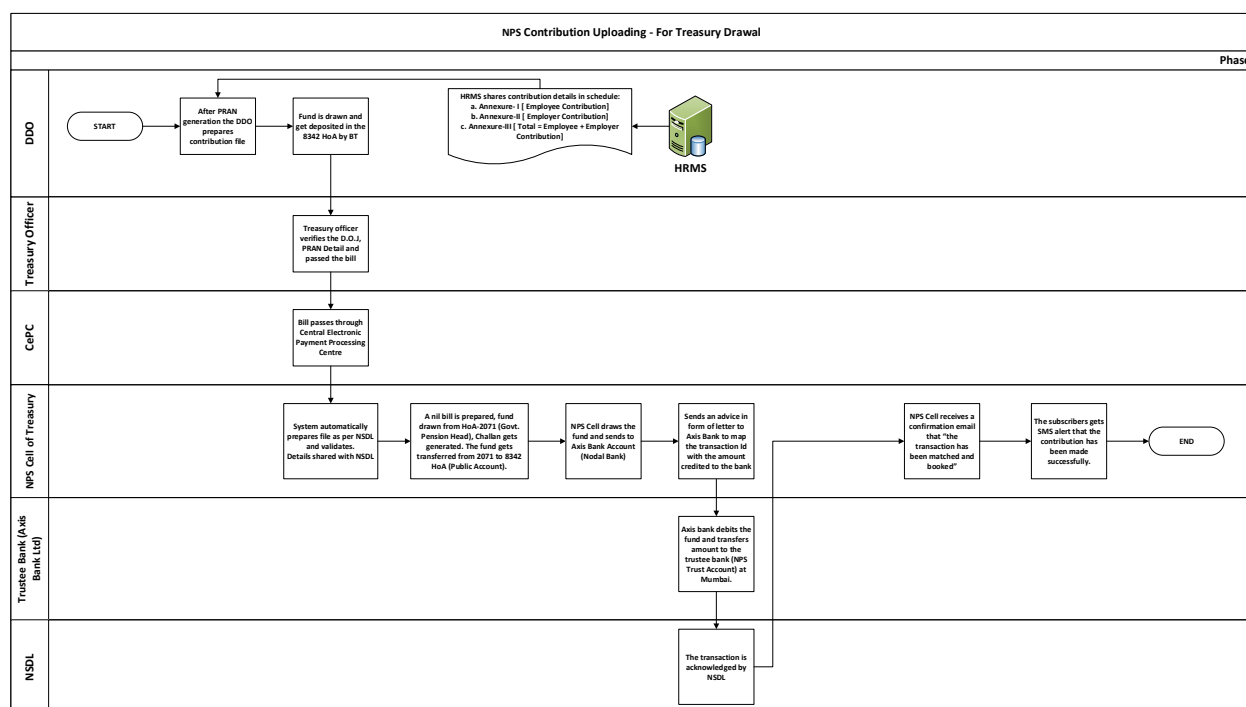 NPS Contribution Uploading - For Treasury Drawal
Phase
DDO
START
After PRAN
generation the DDO
prepares
contribution file
Fund is drawn and
get deposited in the
8342 HoA by BT
HRMS shares contribution details in schedule:
a. Annexure- I [ Employee Contribution]
b. Annexure-II [ Employer Contribution]
c. Annexure-III [ Total = Employee + Employer
Contribution]
HRMS
Treasury Officer
Treasury officer
verifies the D.O.J,
PRAN Detail and
passed the bill
CePC
Bill passes through
Central Electronic
Payment Processing
Centre
NPS Cell of Treasury
System automatically
prepares file as per NSDL
and validates.
Details shared with NSDL
A nil bill is prepared, fund
drawn from HoA-2071 (Govt.
Pension Head), Challan gets
generated. The fund gets
transferred from 2071 to 8342
HoA (Public Account).
NPS Cell draws the
fund and sends to
Axis Bank Account
(Nodal Bank)
Sends an advice in
form of letter to
Axis Bank to map
the transaction Id
with the amount
credited to the bank
NPS Cell receives a
confirmation email
that "the
transaction has
been matched and
booked"
The subscribers gets
SMS alert that the
contribution has
been made
successfully.
END
Trustee Bank (Axis
Bank Ltd)
Axis bank debits the
fund and transfers
amount to the
trustee bank (NPS
Trust Account) at
Mumbai.
NSDL
The transaction is
acknowledged by
NSDL